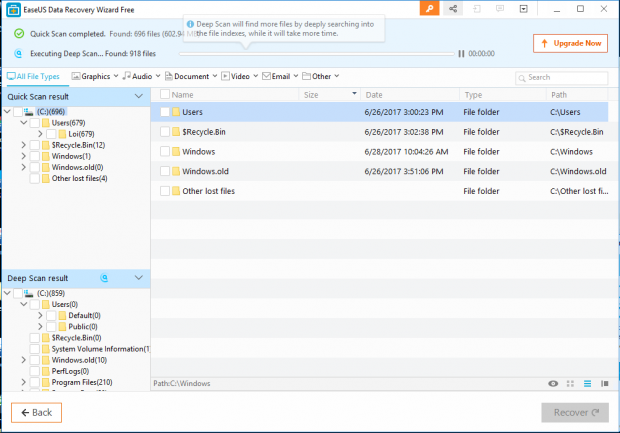 EaseUS Data Recovery Wizard Free
Deep Scan will find more files by deeply searching into
the file indexes, while it will take more time.
Quick Scan completed. Found: 696 files (602.94 MB)
Executing Deep Scan... Found: 918 files
00:00:00
Upgrade Now
All File Types Graphics Audio Document Video Email Other
Search
Quick Scan result
(C:)(696)
Users(679)
Loi(679)
$Recycle.Bin(12)
Windows(1)
Windows.old(0)
Other lost files(4)
Deep Scan result
(C:)(859)
Users(0)
Default(0)
Public(0)
$Recycle.Bin(0)
System Volume Information(1
Windows.old(10)
PerfLogs(0)
Program Files(210)
Name Size Date Type Path
Users 6/26/2017 3:00:23 PM File folder C:\Users
$Recycle.Bin 6/26/2017 3:02:38 PM File folder C:\$Recycle.Bin
Windows 6/28/2017 10:04:26 AM File folder C:\Windows
Windows.old 6/26/2017 3:51:06 PM File folder C:\Windows.old
Other lost files File folder C:\Other lost fi...
Path:C:\Windows
Back
Recover